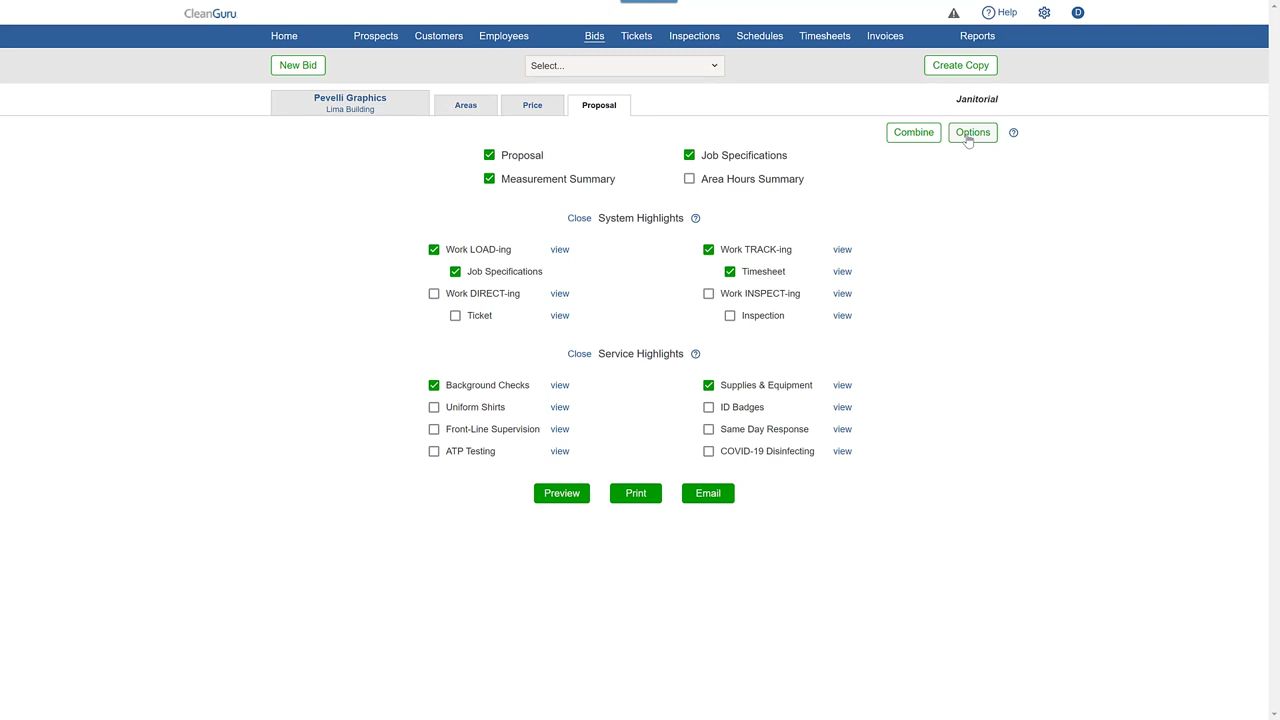 CleanGuru
Help
D
Home Prospects Customers Employees Bids Tickets Inspections Schedules Timesheets Invoices Reports
New Bid Select... Create Copy
Pevelli Graphics
Lima Building
Areas Price Proposal Janitorial
Combine Options
Proposal Job Specifications
Measurement Summary Area Hours Summary
Close System Highlights
Work LOAD-ing view Work TRACK-ing view
Job Specifications Timesheet view
Work DIRECT-ing view Work INSPECT-ing view
Ticket view Inspection view
Close Service Highlights
Background Checks view Supplies & Equipment view
Uniform Shirts view ID Badges view
Front-Line Supervision view Same Day Response view
ATP Testing view COVID-19 Disinfecting view
Preview Print Email